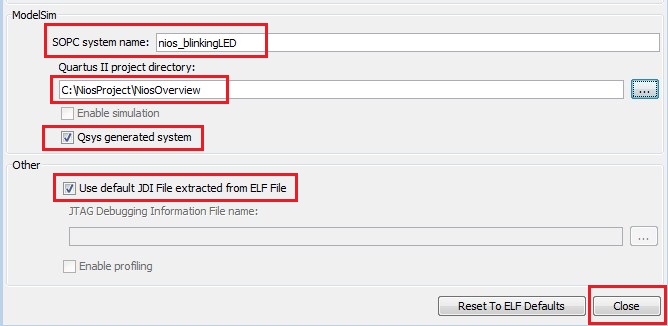 ModelSim
SOPC system name: nios_blinkingLED
Quartus II project directory:
C:\NiosProject\NiosOverview
...
Enable simulation
Qsys generated system
Other
Use default JDI File extracted from ELF File
JTAG Debugging Information File name:
...
Enable profiling
Reset To ELF Defaults Close